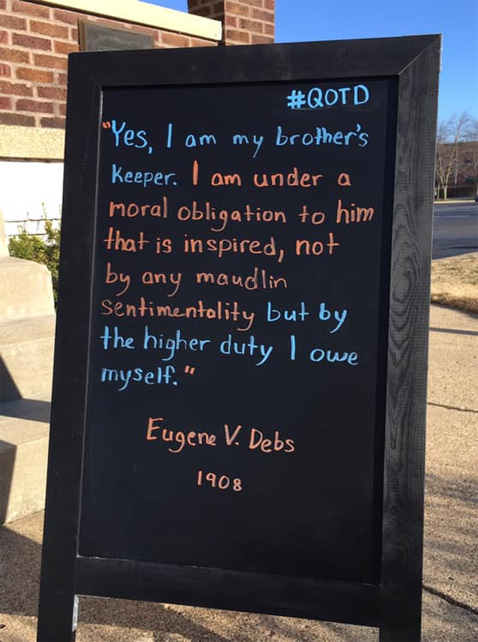 #QOTD
"Yes, I am my brother's
keeper. I am under a
moral obligation to him
that is inspired, not
by any maudlin
sentimentality but by
the higher duty I owe
myself."
Eugene V. Debs
1908